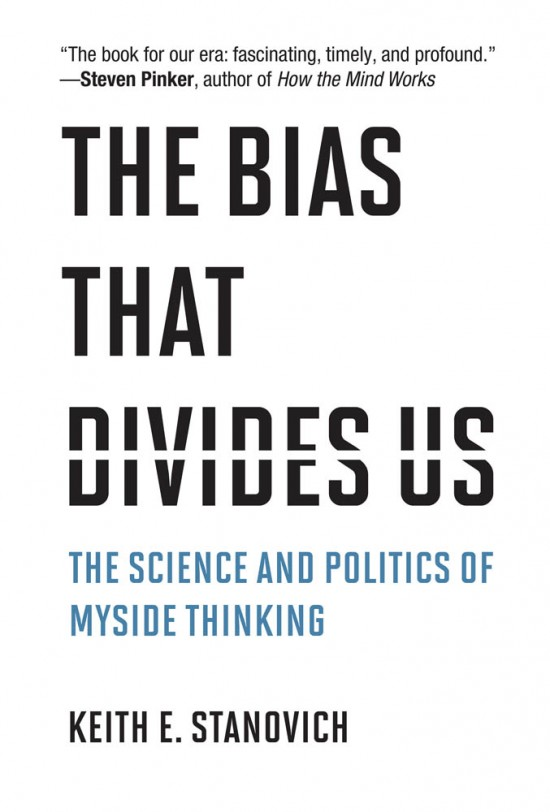 “The book for our era: fascinating, timely, and profound.”
—Steven Pinker, author of How the Mind Works
THE BIAS
THAT
DIVIDES US
THE SCIENCE AND POLITICS OF
MYSIDE THINKING
KEITH E. STANOVICH